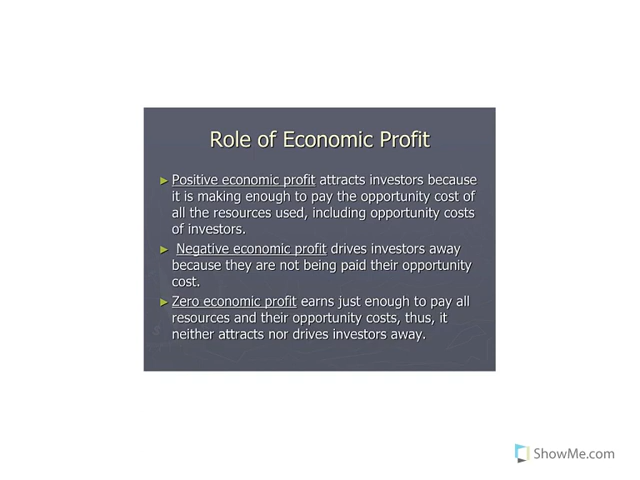 Role of Economic Profit
► Positive economic profit attracts investors because
it is making enough to pay the opportunity cost of
all the resources used, including opportunity costs
of investors.
► Negative economic profit drives investors away
because they are not being paid their opportunity
cost.
► Zero economic profit earns just enough to pay all
resources and their opportunity costs, thus, it
neither attracts nor drives investors away.
ShowMe.com